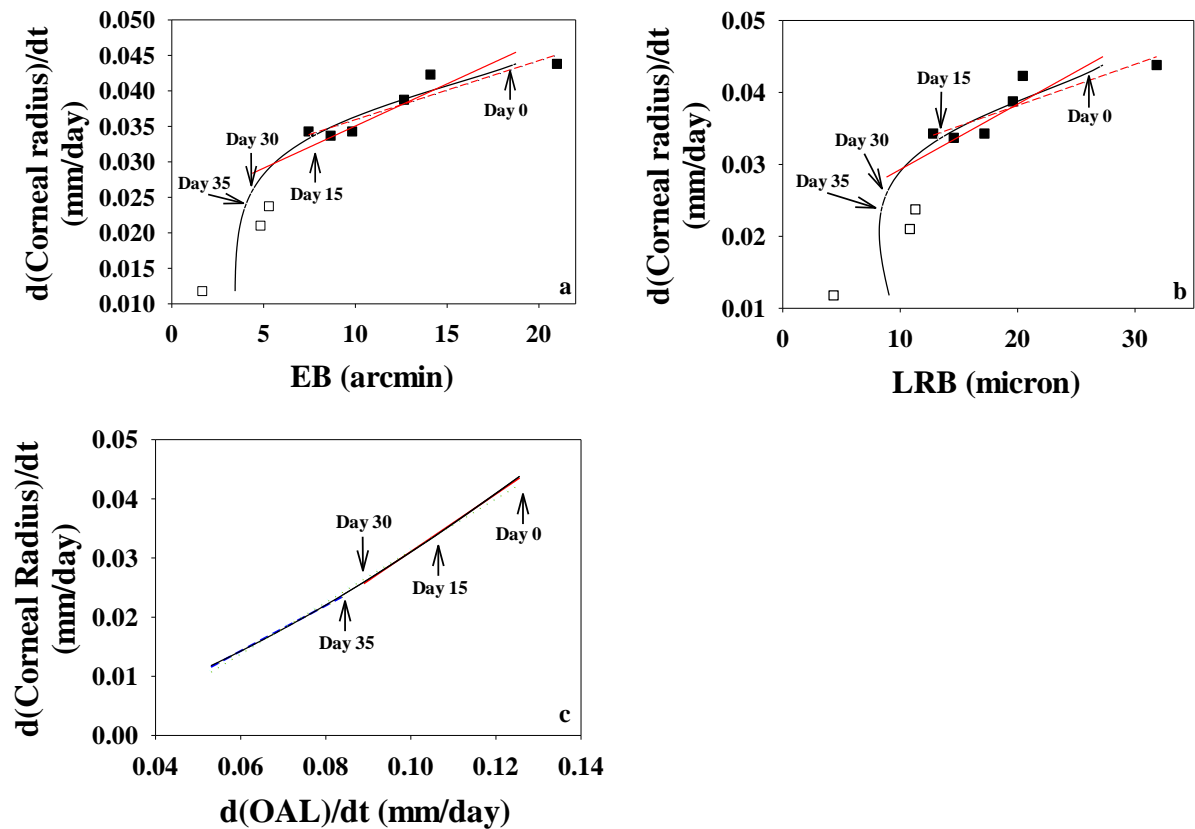 d(Corneal radius)/dt
(mm/day)
0.050
0.040
0.030
0.020
0.025
0.015
0.010
Day 30
Day 35
Day 15
Day 0
a
0 5 10 15 20
EB (arcmin)
d(Corneal radius)/dt
(mm/day)
0.05
0.04
0.03
0.02
0.01
Day 15
Day 30
Day 35
Day 0
b
0 10 20 30
LRB (micron)
d(Corneal Radius)/dt
(mm/day)
0.05
0.04
0.03
0.02
0.01
0.00
Day 30
Day 0
Day 15
Day 35
c
0.04 0.06 0.08 0.10 0.12 0.14
d(OAL)/dt (mm/day)